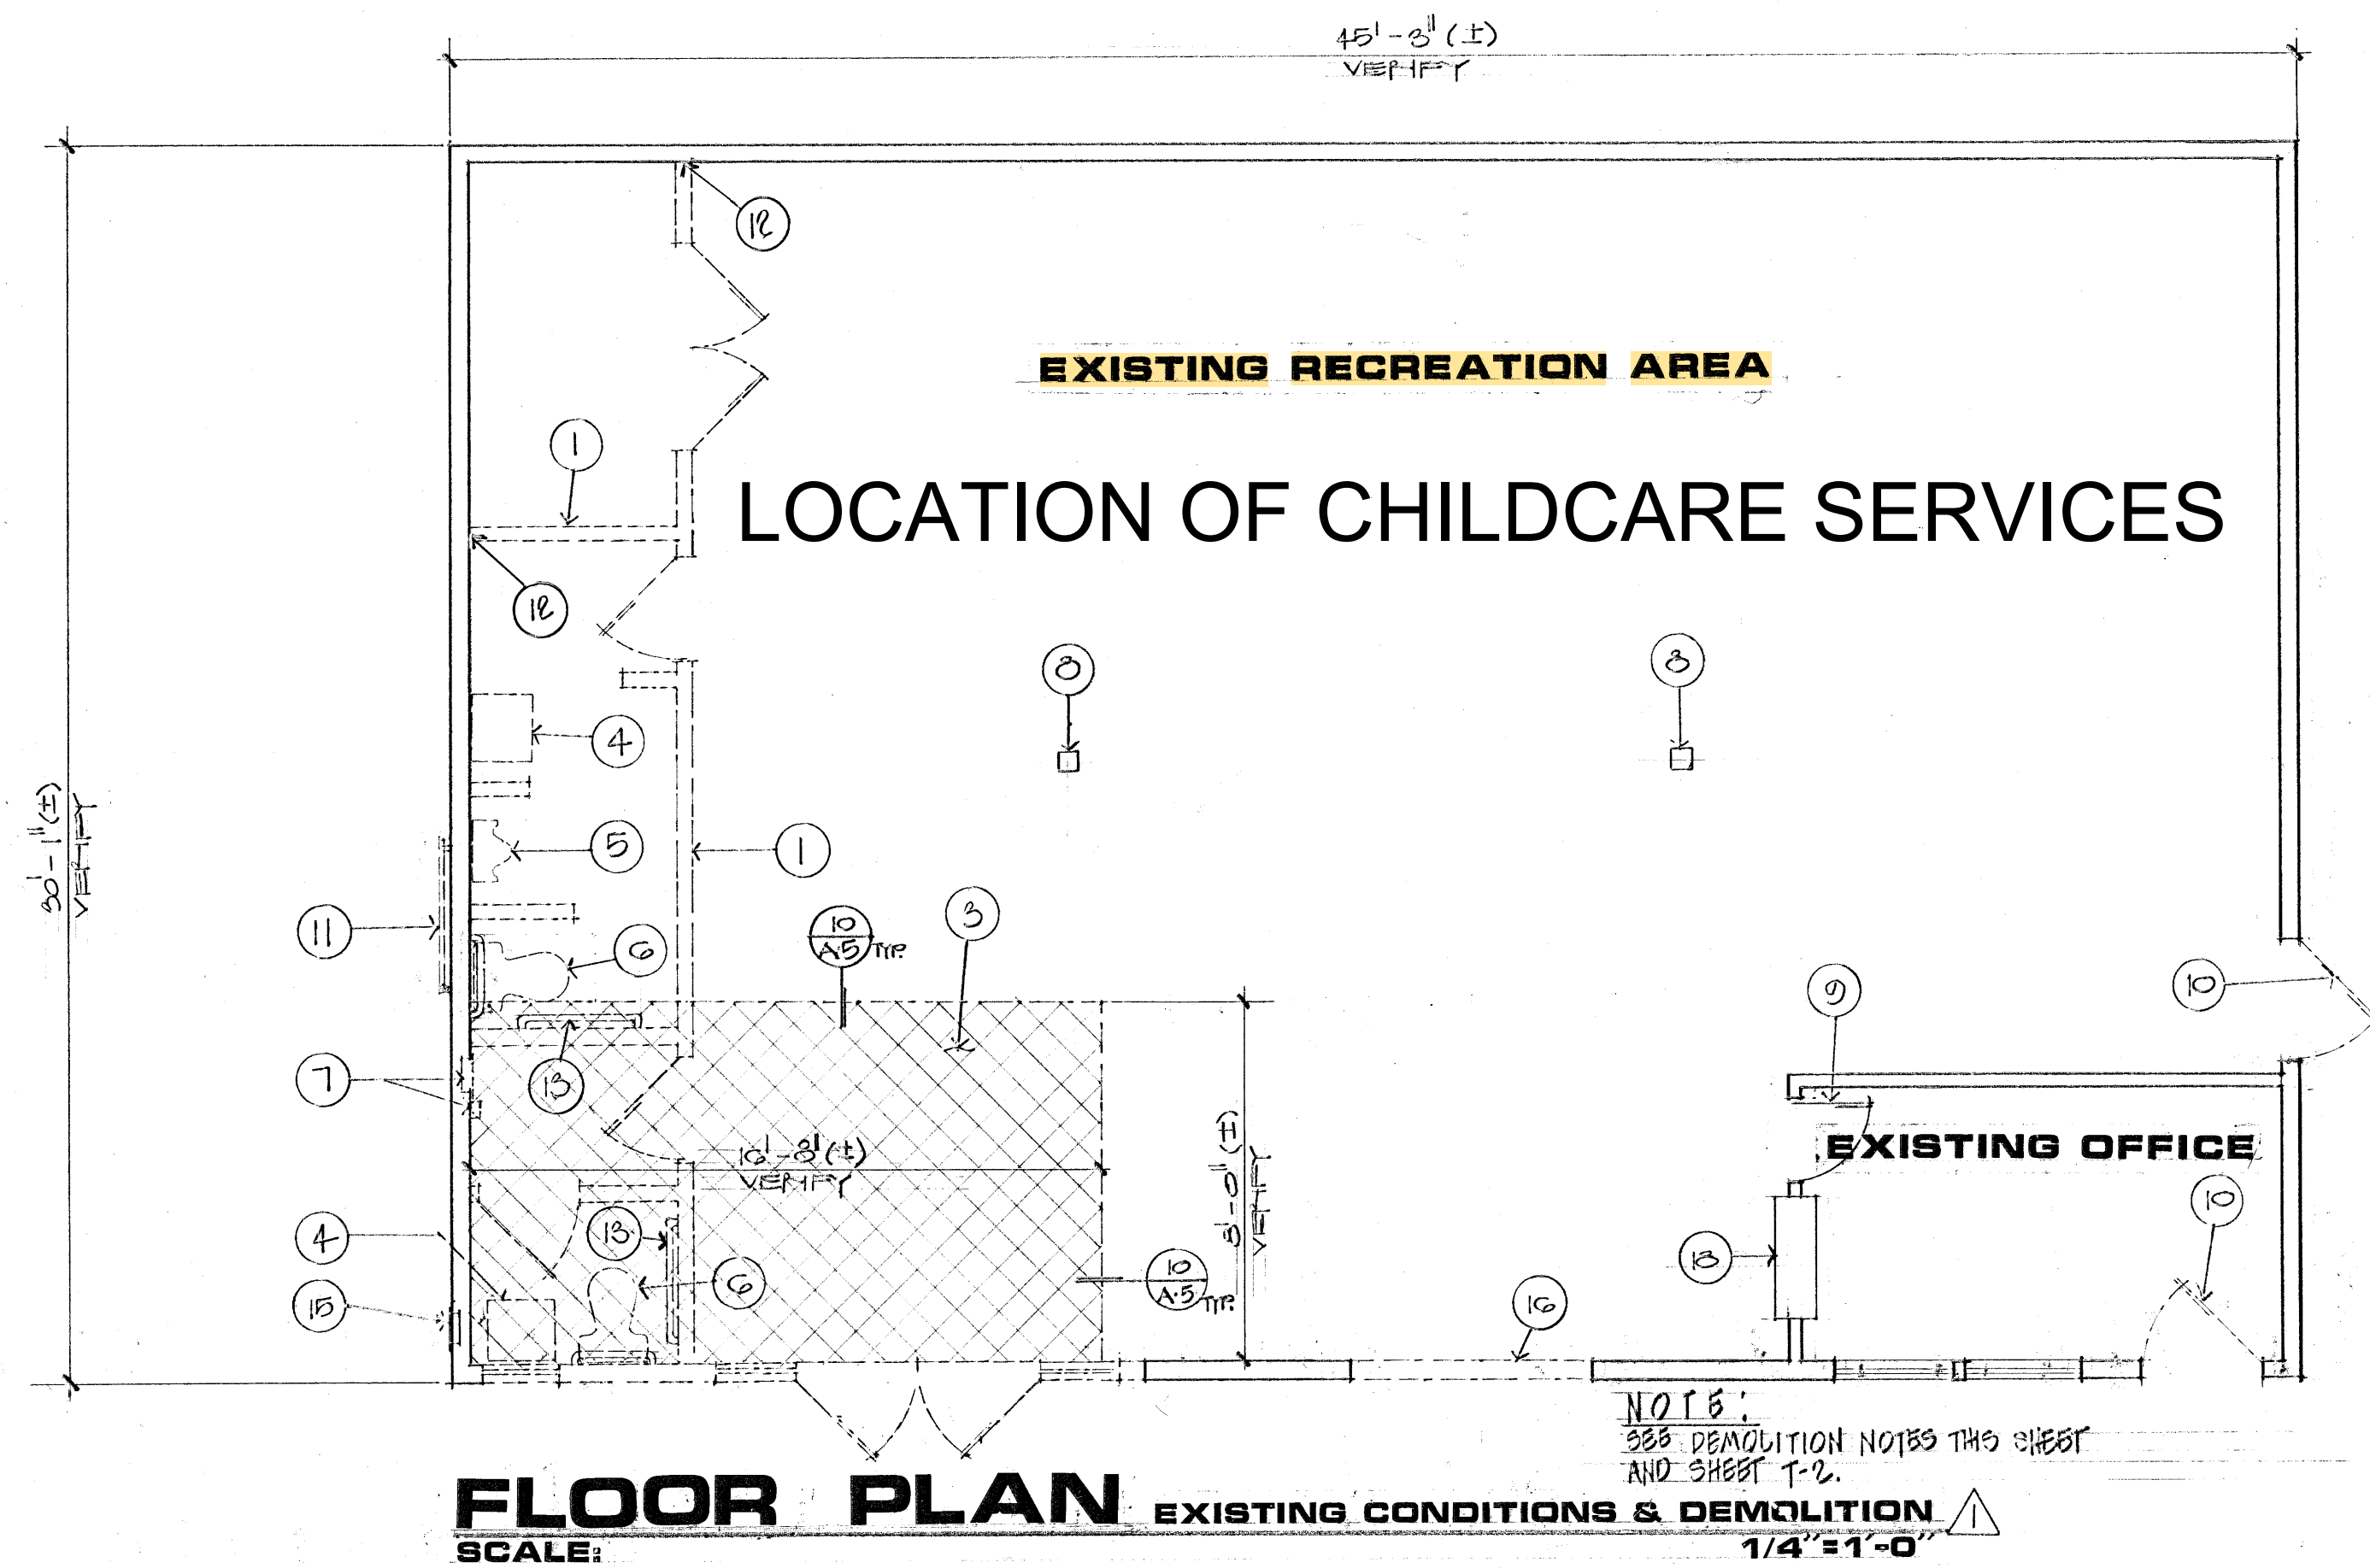 45'-3" (±)
VERIFY
12
EXISTING RECREATION AREA
1
LOCATION OF CHILDCARE SERVICES
12
8
8
4
30'-1" (±)
VERIFY
5
1
11
6
10
A·5 TYP.
3
9
10
7
13
16'-8" (±)
VERIFY
8'-0" (±)
VERIFY
EXISTING OFFICE
4
13
6
10
A·5 TYP.
18
10
15
16
NOTE:
SEE DEMOLITION NOTES THIS SHEET
AND SHEET T-2.
FLOOR PLAN EXISTING CONDITIONS & DEMOLITION 1
SCALE: 1/4"=1'-0"